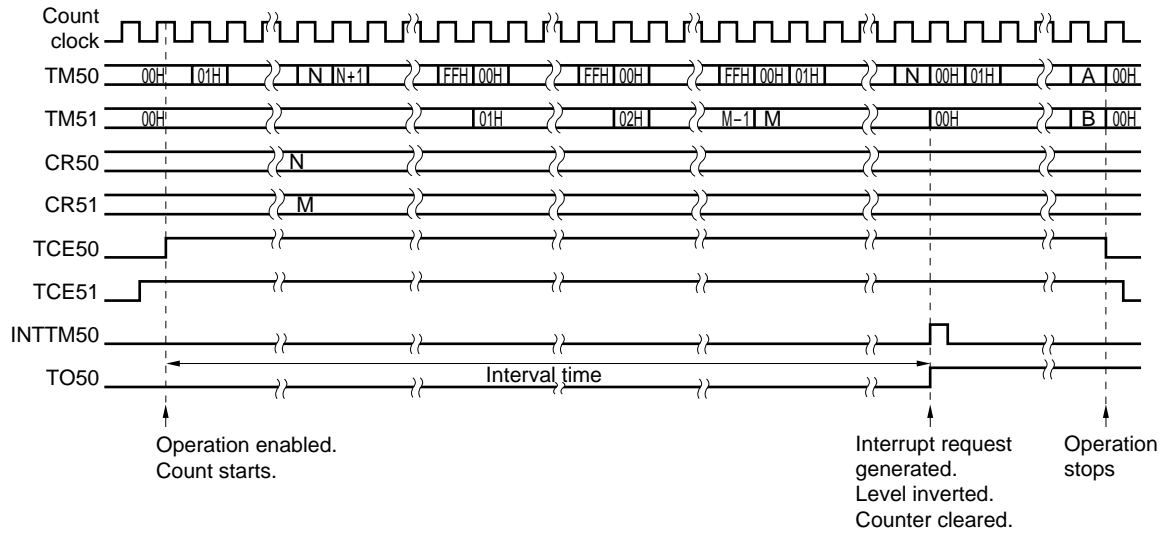 Count
clock
TM50 00H 01H N N+1 FFH 00H FFH 00H FFH 00H 01H N 00H 01H A 00H
TM51 00H 01H 02H M−1 M 00H B 00H
CR50 N
CR51 M
TCE50
TCE51
INTTM50
Interval time
TO50
Operation enabled.
Count starts.
Interrupt request
generated.
Level inverted.
Counter cleared.
Operation
stops